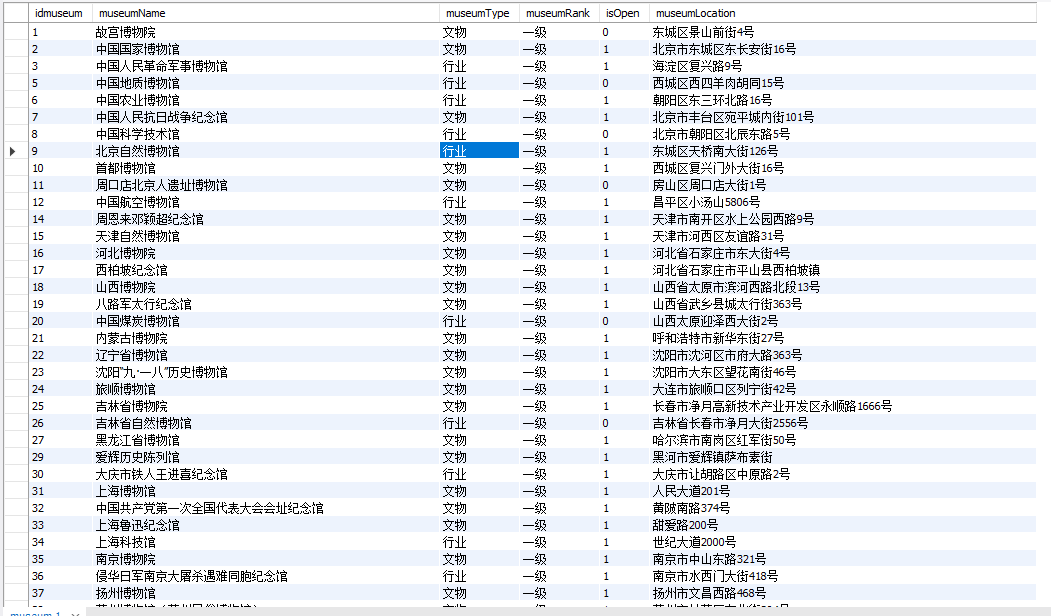 idmuseum museumName museumType museumRank isOpen museumLocation
1 故宫博物院 文物 一级 0 东城区景山前街4号
2 中国国家博物馆 文物 一级 1 北京市东城区东长安街16号
3 中国人民革命军事博物馆 行业 一级 1 海淀区复兴路9号
5 中国地质博物馆 行业 一级 0 西城区西四羊肉胡同15号
6 中国农业博物馆 行业 一级 1 朝阳区东三环北路16号
7 中国人民抗日战争纪念馆 文物 一级 1 北京市丰台区宛平城内街101号
8 中国科学技术馆 行业 一级 0 北京市朝阳区北辰东路5号
9 北京自然博物馆 行业 一级 1 东城区天桥南大街126号
10 首都博物馆 文物 一级 1 西城区复兴门外大街16号
11 周口店北京人遗址博物馆 文物 一级 0 房山区周口店大街1号
12 中国航空博物馆 行业 一级 1 昌平区小汤山5806号
14 周恩来邓颖超纪念馆 文物 一级 1 天津市南开区水上公园西路9号
15 天津自然博物馆 文物 一级 1 天津市河西区友谊路31号
16 河北博物院 文物 一级 1 河北省石家庄市东大街4号
17 西柏坡纪念馆 文物 一级 1 河北省石家庄市平山县西柏坡镇
18 山西博物院 文物 一级 1 山西省太原市滨河西路北段13号
19 八路军太行纪念馆 文物 一级 1 山西省武乡县城太行街363号
20 中国煤炭博物馆 行业 一级 0 山西太原迎泽西大街2号
21 内蒙古博物院 文物 一级 1 呼和浩特市新华东街27号
22 辽宁省博物馆 文物 一级 1 沈阳市沈河区市府大路363号
23 沈阳“九·一八”历史博物馆 文物 一级 1 沈阳市大东区望花南街46号
24 旅顺博物馆 文物 一级 1 大连市旅顺口区列宁街42号
25 吉林省博物院 文物 一级 1 长春市净月高新技术产业开发区永顺路1666号
26 吉林省自然博物馆 行业 一级 0 吉林省长春市净月大街2556号
27 黑龙江省博物馆 文物 一级 1 哈尔滨市南岗区红军街50号
29 爱辉历史陈列馆 文物 一级 1 黑河市爱辉镇萨布素街
30 大庆市铁人王进喜纪念馆 行业 一级 1 大庆市让胡路区中原路2号
31 上海博物馆 文物 一级 1 人民大道201号
32 中国共产党第一次全国代表大会会址纪念馆 文物 一级 1 黄陂南路374号
33 上海鲁迅纪念馆 文物 一级 1 甜爱路200号
34 上海科技馆 行业 一级 1 世纪大道2000号
35 南京博物院 文物 一级 1 南京市中山东路321号
36 侵华日军南京大屠杀遇难同胞纪念馆 行业 一级 1 南京市水西门大街418号
37 扬州博物馆 文物 一级 1 扬州市文昌西路468号